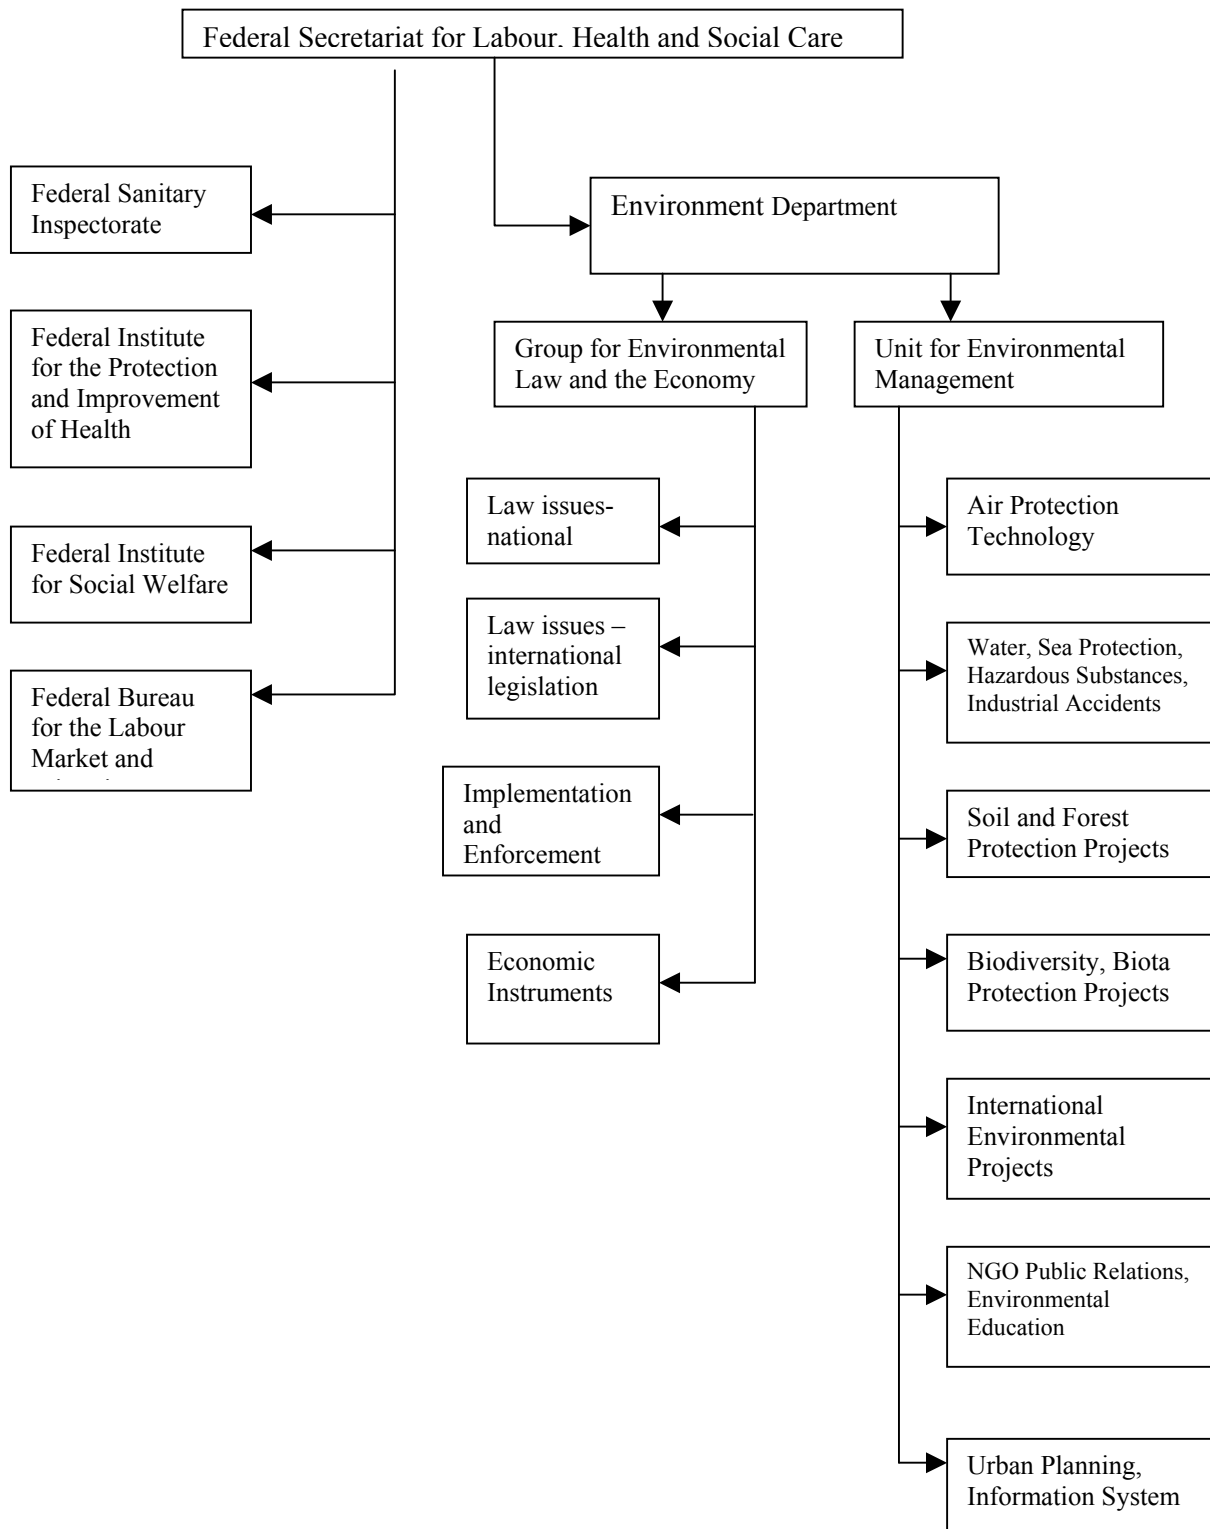 Federal Secretariat for Labour, Health and Social Care
Federal Sanitary
Inspectorate
Environment Department
Federal Institute
for the Protection
and Improvement
of Health
Group for Environmental
Law and the Economy
Unit for Environmental
Management
Law issues-
national
Air Protection
Technology
Federal Institute
for Social Welfare
Law issues –
international
legislation
Water, Sea Protection,
Hazardous Substances,
Industrial Accidents
Federal Bureau
for the Labour
Market and
Implementation
and
Enforcement
Soil and Forest
Protection Projects
Economic
Instruments
Biodiversity, Biota
Protection Projects
International
Environmental
Projects
NGO Public Relations,
Environmental
Education
Urban Planning,
Information System